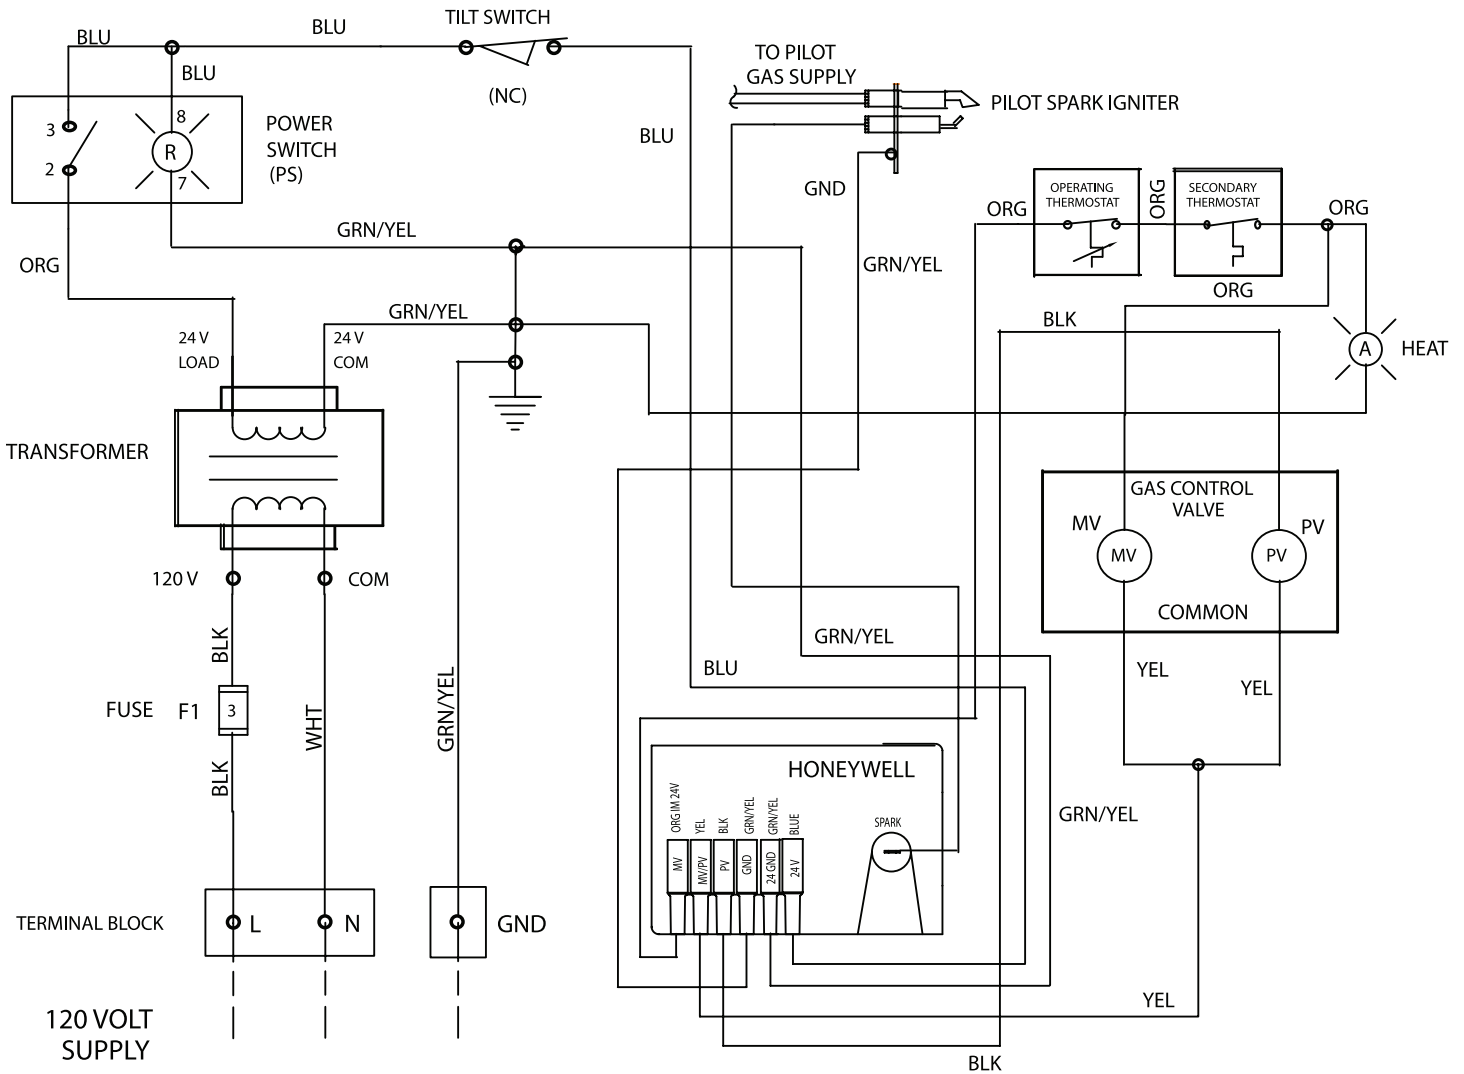 TILT SWITCH
BLU
BLU
BLU
(NC)
TO PILOT
GAS SUPPLY
PILOT SPARK IGNITER
3
2
8
R
7
POWER
SWITCH
(PS)
BLU
GND
ORG
OPERATING
THERMOSTAT
ORG
SECONDARY
THERMOSTAT
ORG
GRN/YEL
ORG
GRN/YEL
ORG
GRN/YEL
BLK
24 V
LOAD
24 V
COM
A
HEAT
TRANSFORMER
GAS CONTROL
VALVE
MV
PV
MV
PV
COMMON
120 V
COM
GRN/YEL
BLK
BLU
YEL
YEL
FUSE
F1
3
WHT
GRN/YEL
BLK
HONEYWELL
ORG IM 24V
YEL
BLK
GRN/YEL
GRN/YEL
BLUE
SPARK
GRN/YEL
MV
MV/PV
PV
GND
24 GND
24 V
TERMINAL BLOCK
L
N
GND
120 VOLT
SUPPLY
YEL
BLK